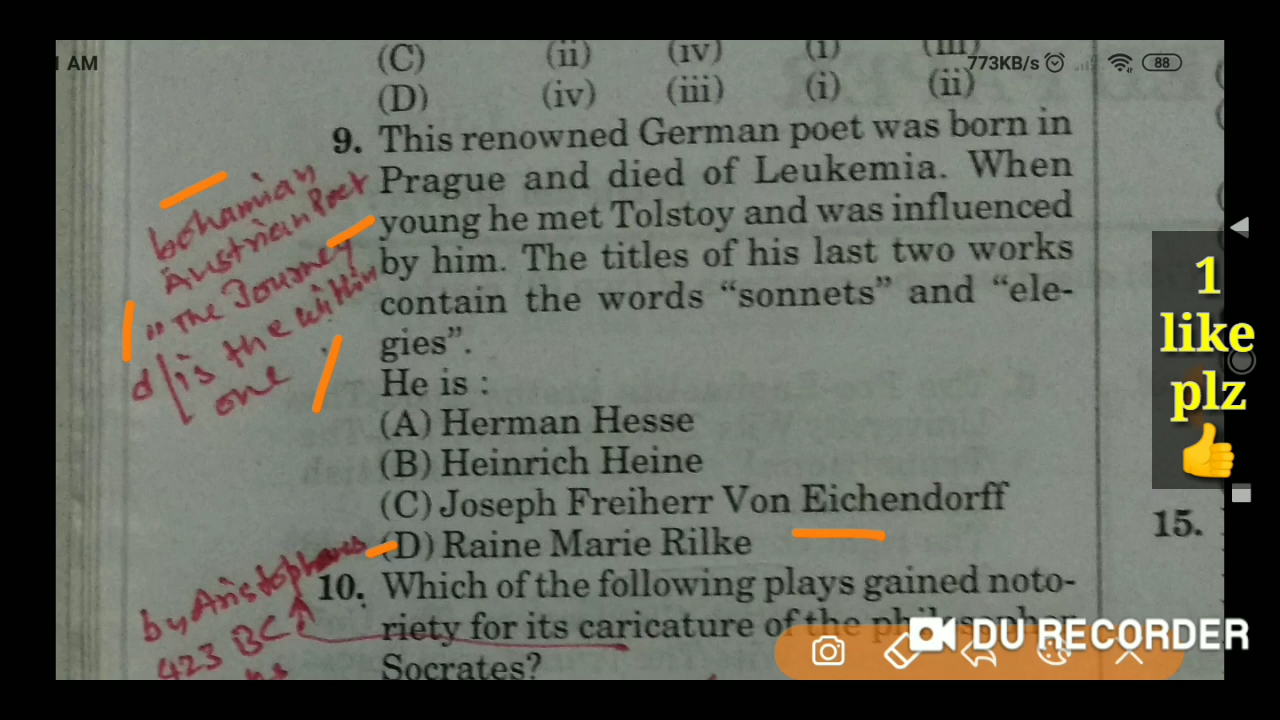 AM
773KB/s
88
(C) (ii) (iv) (i) (iii)
(D) (iv) (iii) (i) (ii)
9. This renowned German poet was born in
Prague and died of Leukemia. When
young he met Tolstoy and was influenced
by him. The titles of his last two works
contain the words “sonnets” and “ele-
gies”.
He is :
(A) Herman Hesse
(B) Heinrich Heine
(C) Joseph Freiherr Von Eichendorff
(D) Raine Marie Rilke
10. Which of the following plays gained noto-
riety for its caricature of the philosopher
Socrates?
bohamian
Austrian Poet
" The Journey
is the within
one
by Aristophanes
423 BC
15.
1
like
plz
DU RECORDER